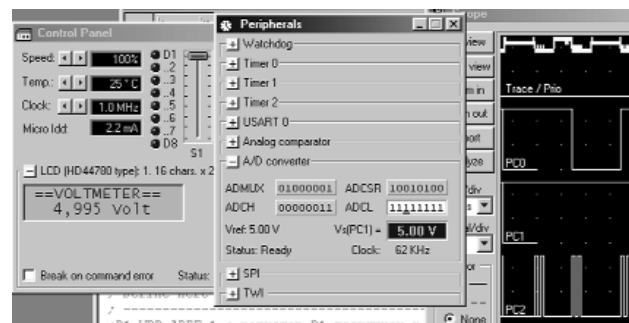 Control Panel
Speed: 100%
Temp.: 25°C
Clock: 1.0 MHz
Micro Idd: 2.2 mA
D1
..2
..3
..4
..5
..6
..7
D8
S1
LCD (HD44780 type): 1. 16 chars. x 2
==VOLTMETER==
4,995 Volt
Break on command error Status:
Peripherals
Watchdog
Timer 0
Timer 1
Timer 2
USART 0
Analog comparator
A/D converter
ADMUX 01000001 ADCSR 10010100
ADCH 00000011 ADCL 11111111
Vref: 5.00 V Vs(PC1) = 5.00 V
Status: Ready Clock: 62 KHz
SPI
TWI
view
view
m in
out
None
Trace / Prio
PC0
PC1
PC2